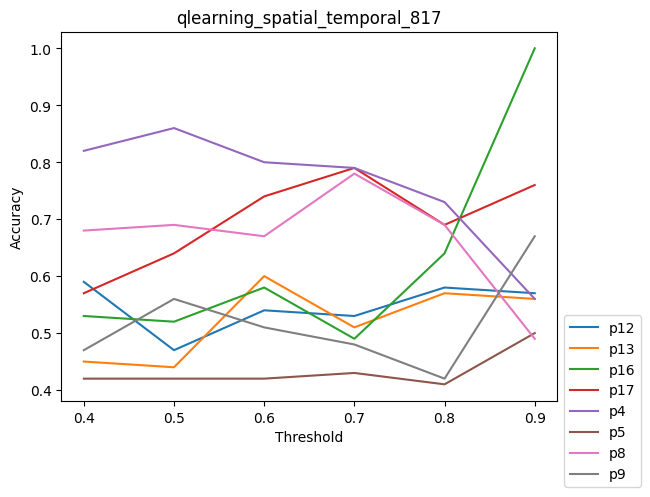 qlearning_spatial_temporal_817
Accuracy
1.0
0.9
0.8
0.7
0.6
0.5
0.4
0.4 0.5 0.6 0.7 0.8 0.9
Threshold
p12
p13
p16
p17
p4
p5
p8
p9